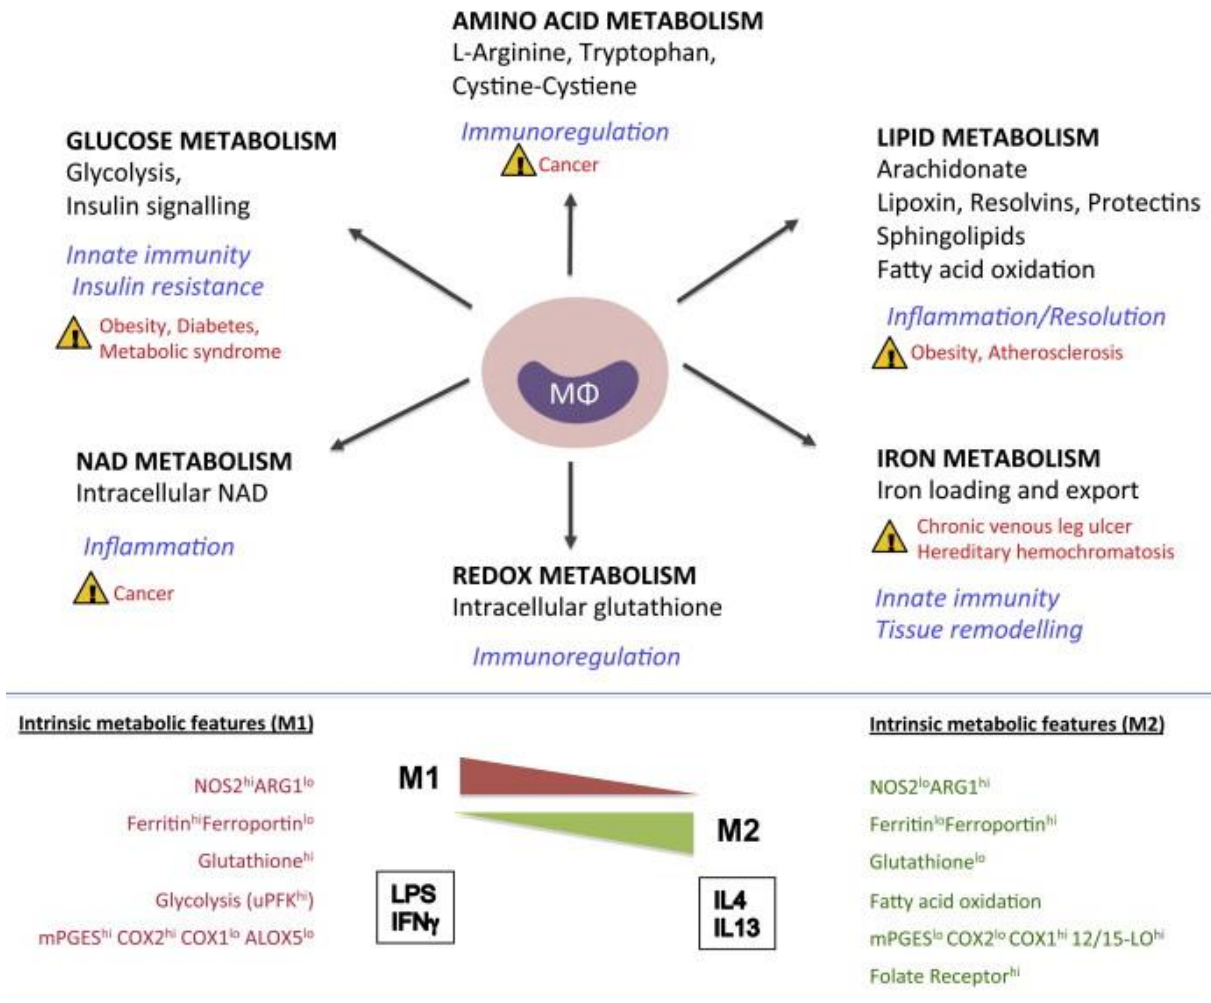 AMINO ACID METABOLISM
L-Arginine, Tryptophan,
Cystine-Cystiene
Immunoregulation
Cancer
GLUCOSE METABOLISM
Glycolysis,
Insulin signalling
Innate immunity
Insulin resistance
Obesity, Diabetes,
Metabolic syndrome
LIPID METABOLISM
Arachidonate
Lipoxin, Resolvins, Protectins
Sphingolipids
Fatty acid oxidation
Inflammation/Resolution
Obesity, Atherosclerosis
MΦ
NAD METABOLISM
Intracellular NAD
Inflammation
Cancer
REDOX METABOLISM
Intracellular glutathione
Immunoregulation
IRON METABOLISM
Iron loading and export
Chronic venous leg ulcer
Hereditary hemochromatosis
Innate immunity
Tissue remodelling
Intrinsic metabolic features (M1)
NOS2hiARG1lo
FerritinhiFerroportinlo
Glutathionehi
Glycolysis (uPFKhi)
mPGEShi COX2hi COX1lo ALOX5lo
M1
M2
LPS
IFNγ
IL4
IL13
Intrinsic metabolic features (M2)
NOS2loARG1hi
FerritinloFerroportinhi
Glutathionelo
Fatty acid oxidation
mPGESlo COX2lo COX1hi 12/15-LOhi
Folate Receptorhi